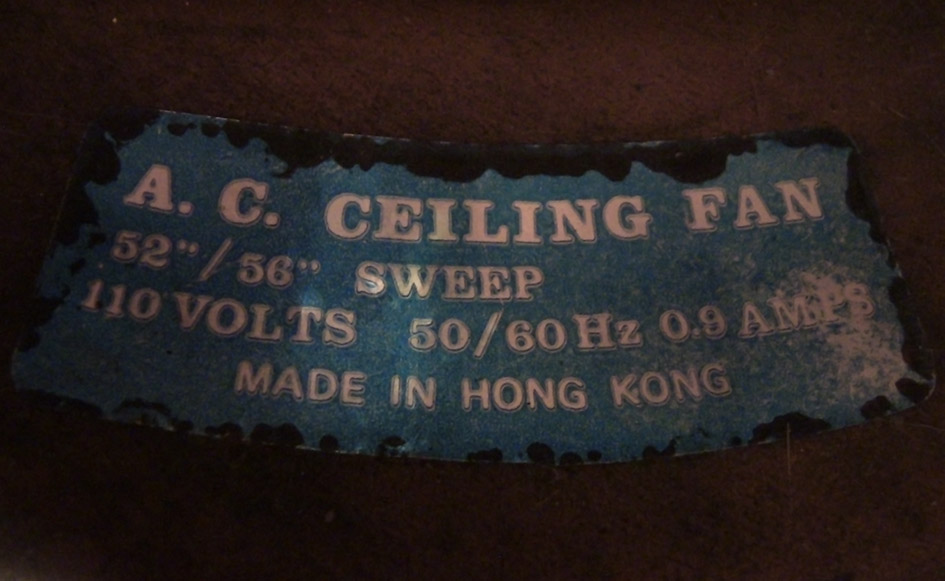 A. C. CEILING FAN
52"/56" SWEEP
110 VOLTS 50/60 Hz 0.9 AMPS
MADE IN HONG KONG